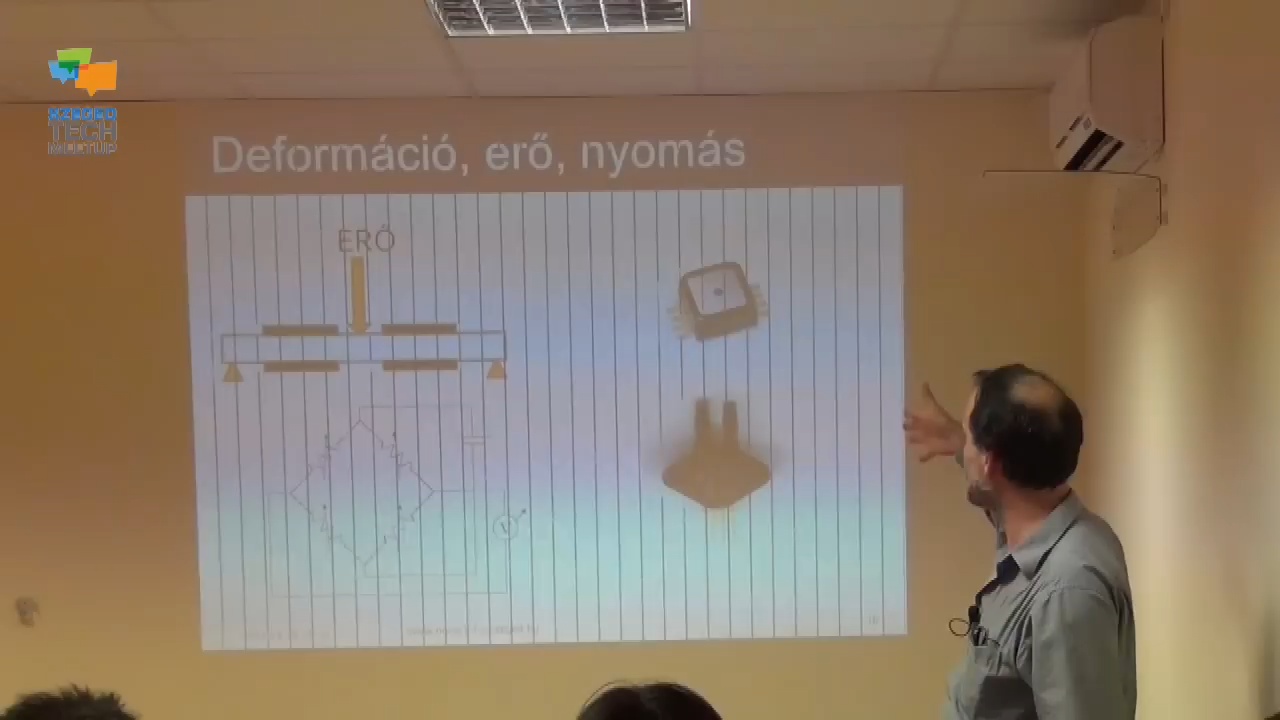 SZEGED
TECH
MEETUP
Deformáció, erő, nyomás
ERŐ
V